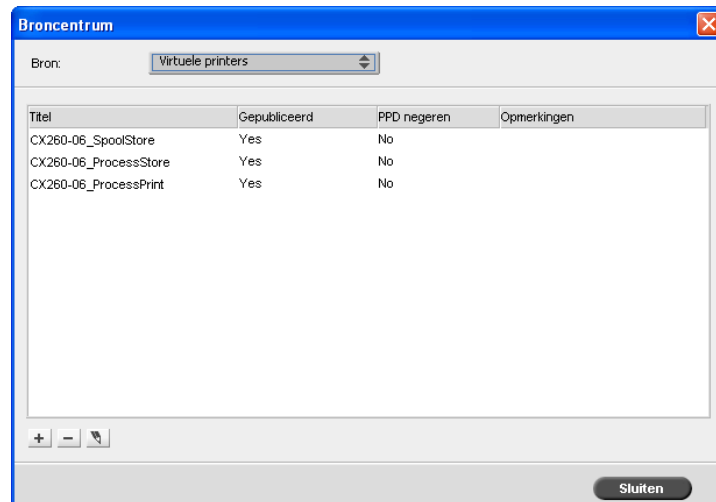 Broncentrum
Bron: Virtuele printers
Titel Gepubliceerd PPD negeren Opmerkingen
CX260-06_SpoolStore Yes No
CX260-06_ProcessStore Yes No
CX260-06_ProcessPrint Yes No
Sluiten